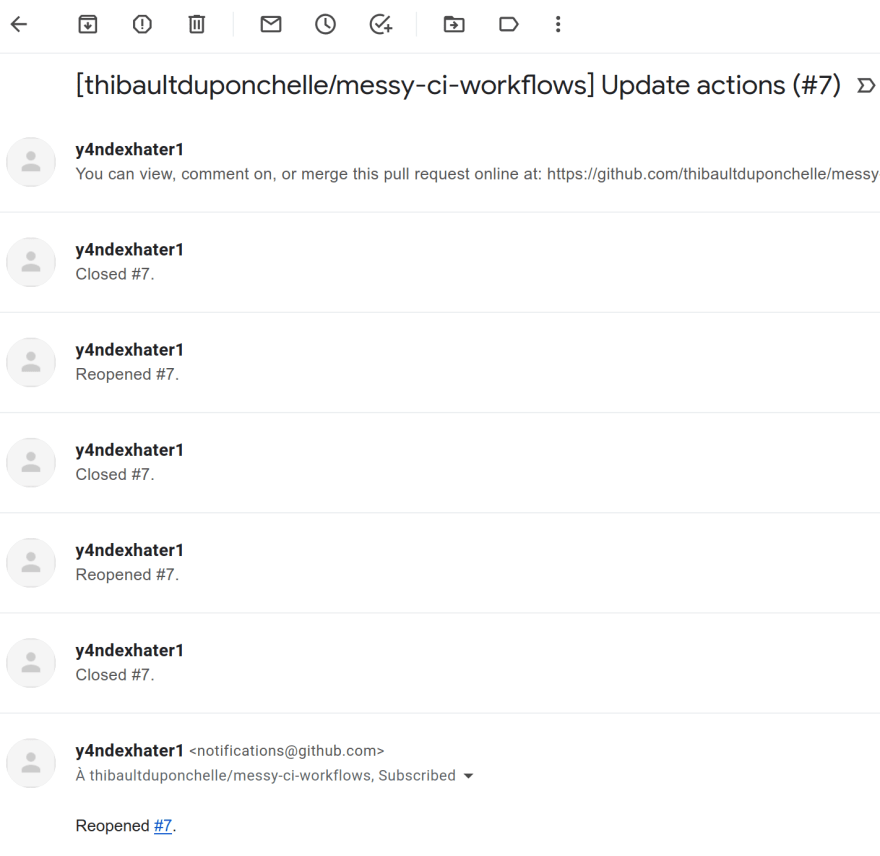 [thibaultduponchelle/messy-ci-workflows] Update actions (#7)
y4ndexhater1
You can view, comment on, or merge this pull request online at: https://github.com/thibaultduponchelle/messy
y4ndexhater1
Closed #7.
y4ndexhater1
Reopened #7.
y4ndexhater1
Closed #7.
y4ndexhater1
Reopened #7.
y4ndexhater1
Closed #7.
y4ndexhater1 <notifications@github.com>
À thibaultduponchelle/messy-ci-workflows, Subscribed
Reopened #7.